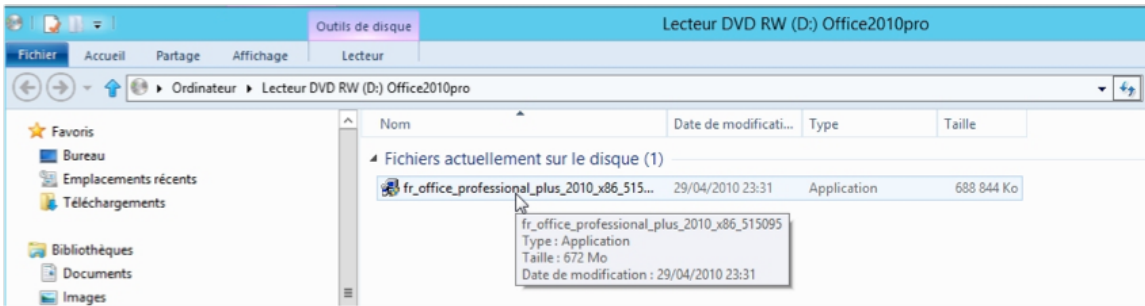 Outils de disque
Lecteur DVD RW (D:) Office2010pro
Fichier Accueil Partage Affichage Lecteur
Ordinateur Lecteur DVD RW (D:) Office2010pro
Favoris
Bureau
Emplacements récents
Téléchargements
Bibliothèques
Documents
Images
Nom Date de modificati... Type Taille
Fichiers actuellement sur le disque (1)
fr_office_professional_plus_2010_x86_515... 29/04/2010 23:31 Application 688 844 Ko
fr_office_professional_plus_2010_x86_515095
Type : Application
Taille : 672 Mo
Date de modification : 29/04/2010 23:31